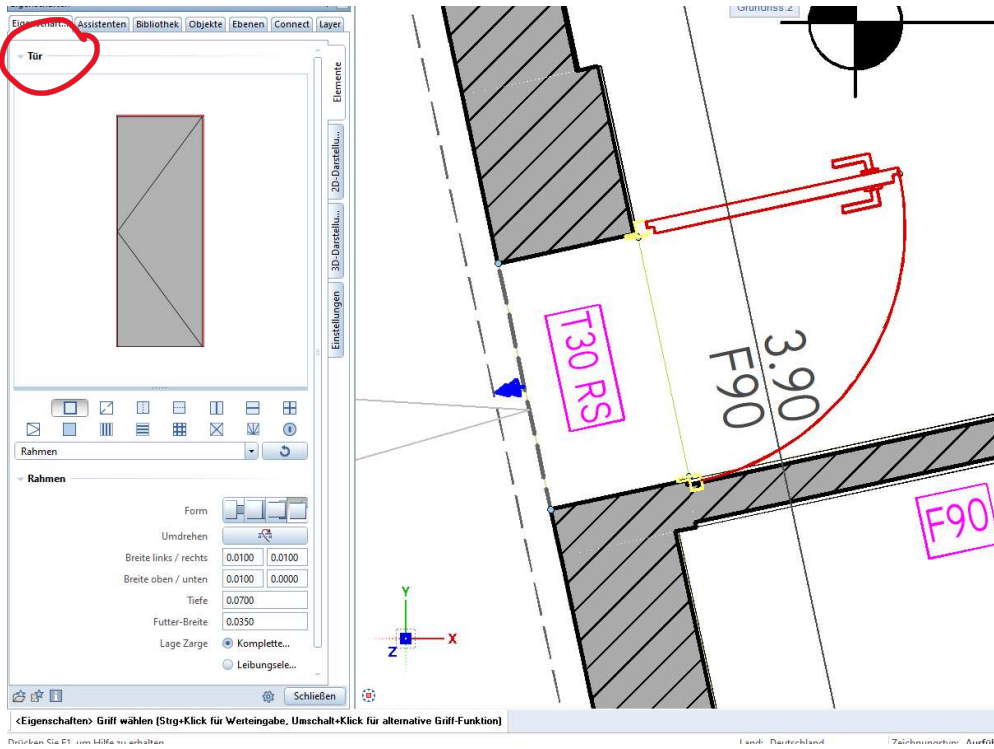 Eigenschaft...
Assistenten
Bibliothek
Objekte
Ebenen
Connect
Layer
Tür
Elemente
2D-Darstellu...
3D-Darstellu...
Einstellungen
Rahmen
Rahmen
Form
Umdrehen
Breite links / rechts 0.0100 0.0100
Breite oben / unten 0.0100 0.0000
Tiefe 0.0700
Futter-Breite 0.0350
Lage Zarge Komplette...
Leibungsele...
Schließen
Grundriss:2
T30 RS
3.90
F90
F90
Y
X
Z
<Eigenschaften> Griff wählen (Strg+Klick für Werteingabe, Umschalt+Klick für alternative Griff-Funktion)
Drücken Sie F1, um Hilfe zu erhalten.
Land: Deutschland
Zeichnungstyp: Ausfüh